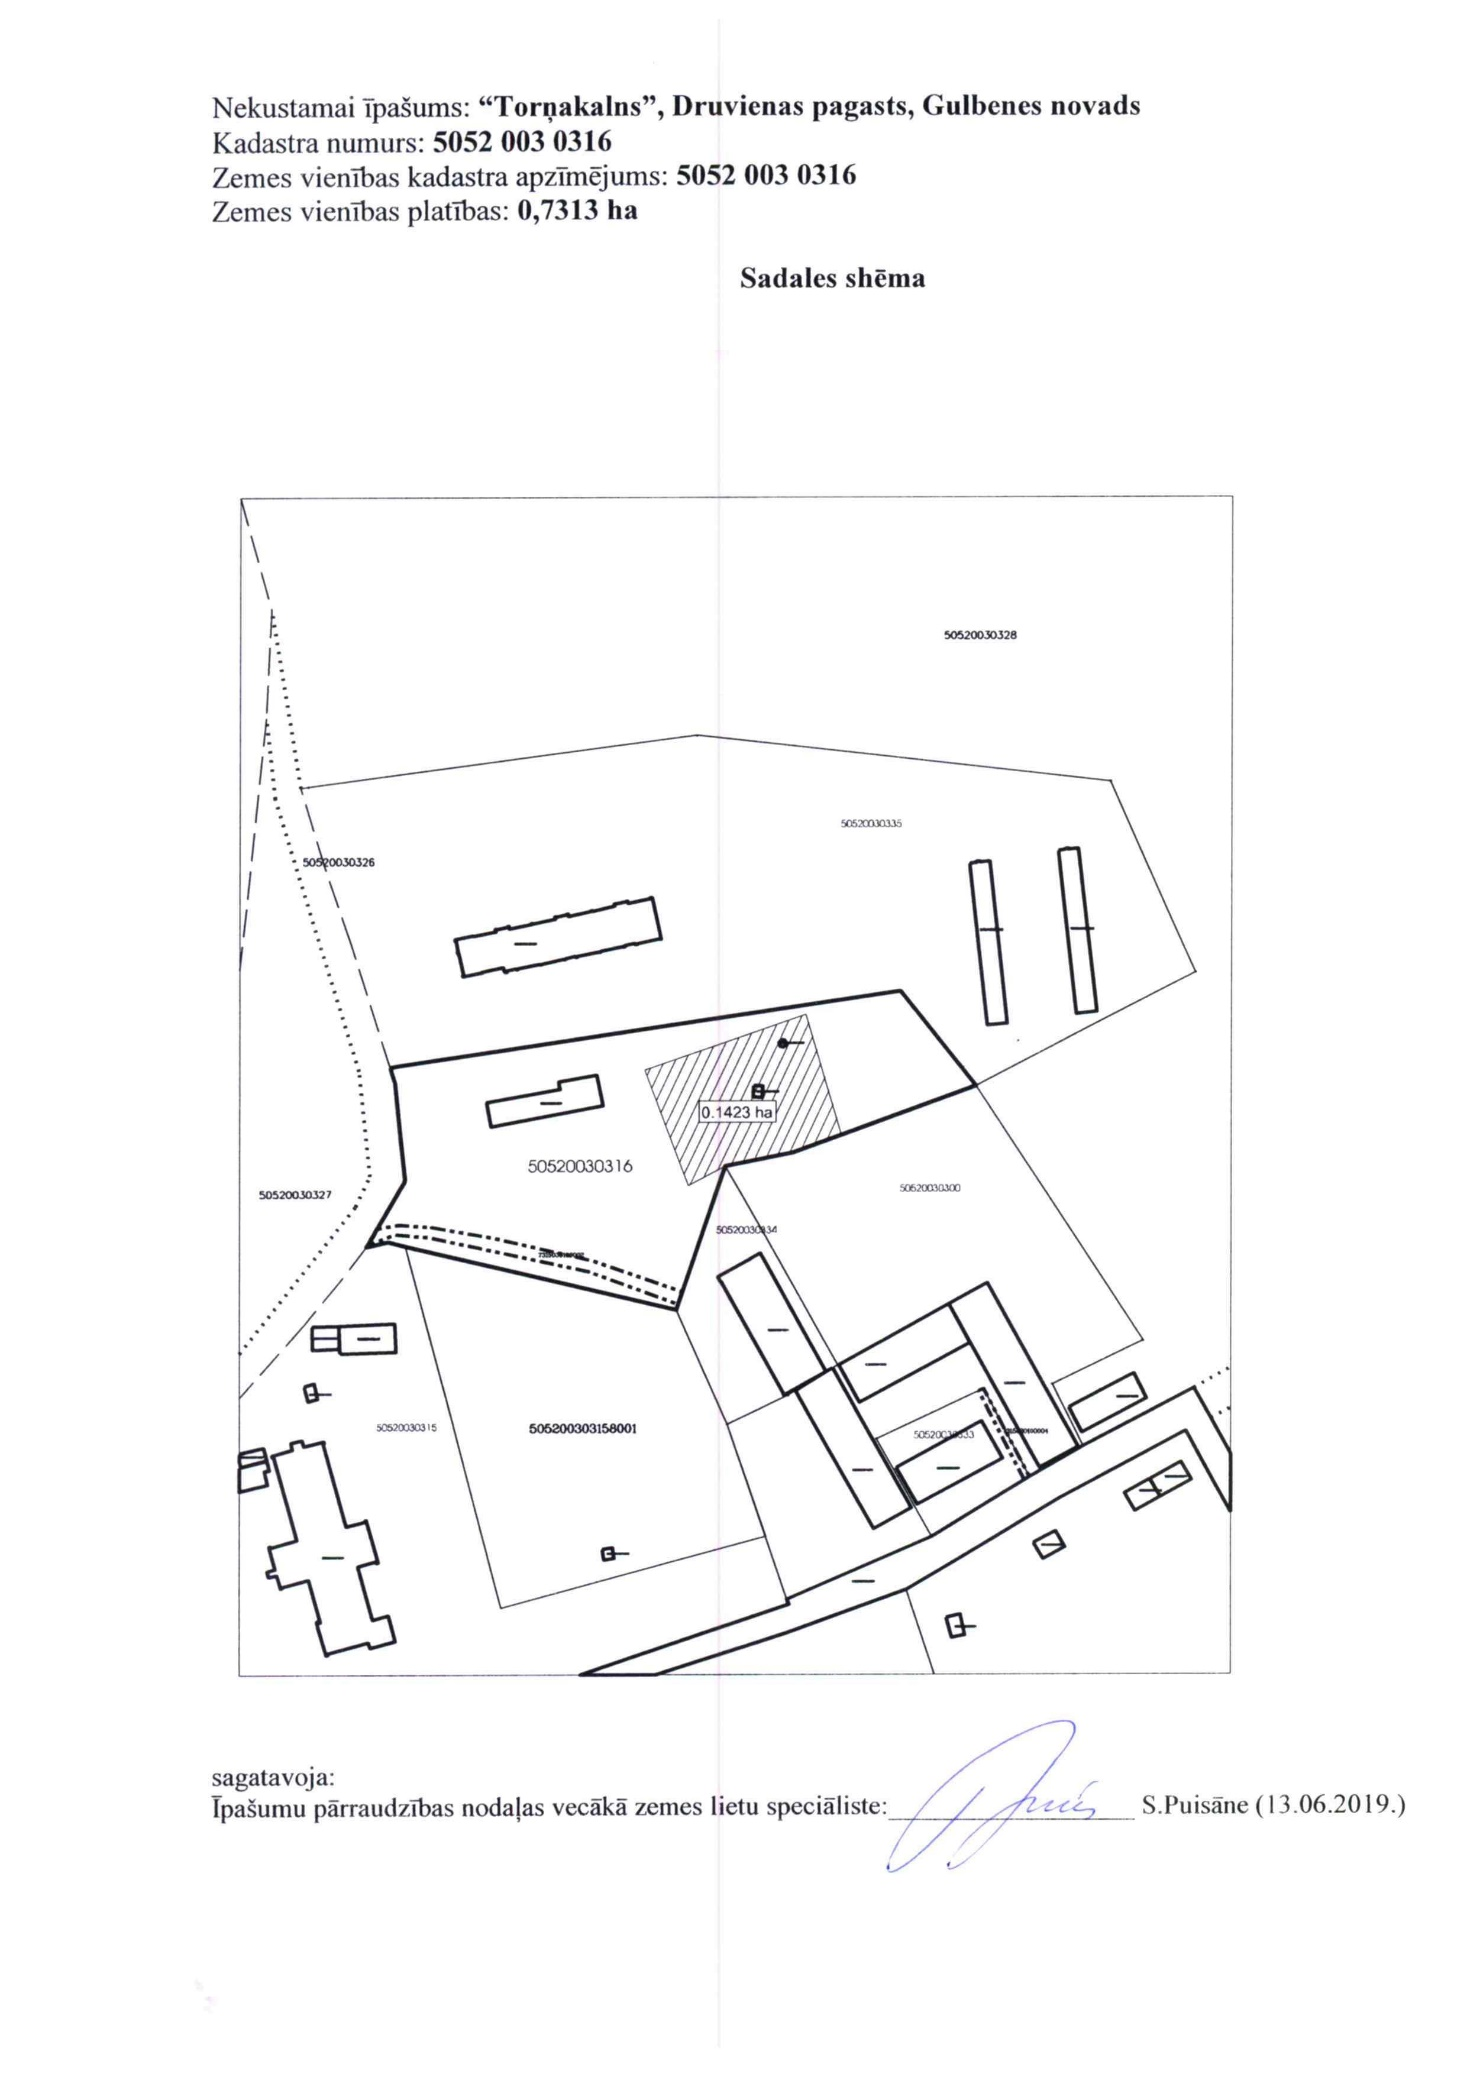 Nekustamai īpašums: “Torņakalns”, Druvienas pagasts, Gulbenes novads
Kadastra numurs: 5052 003 0316
Zemes vienības kadastra apzīmējums: 5052 003 0316
Zemes vienības platības: 0,7313 ha
Sadales shēma
50520030328
50520030335
50520030326
0.1423 ha
50520030316
50520030300
50520030327
50520030334
50520030315
505200303158001
50520030333
sagatavoja:
Īpašumu pārraudzības nodaļas vecākā zemes lietu speciāliste: S.Puisāne (13.06.2019.)